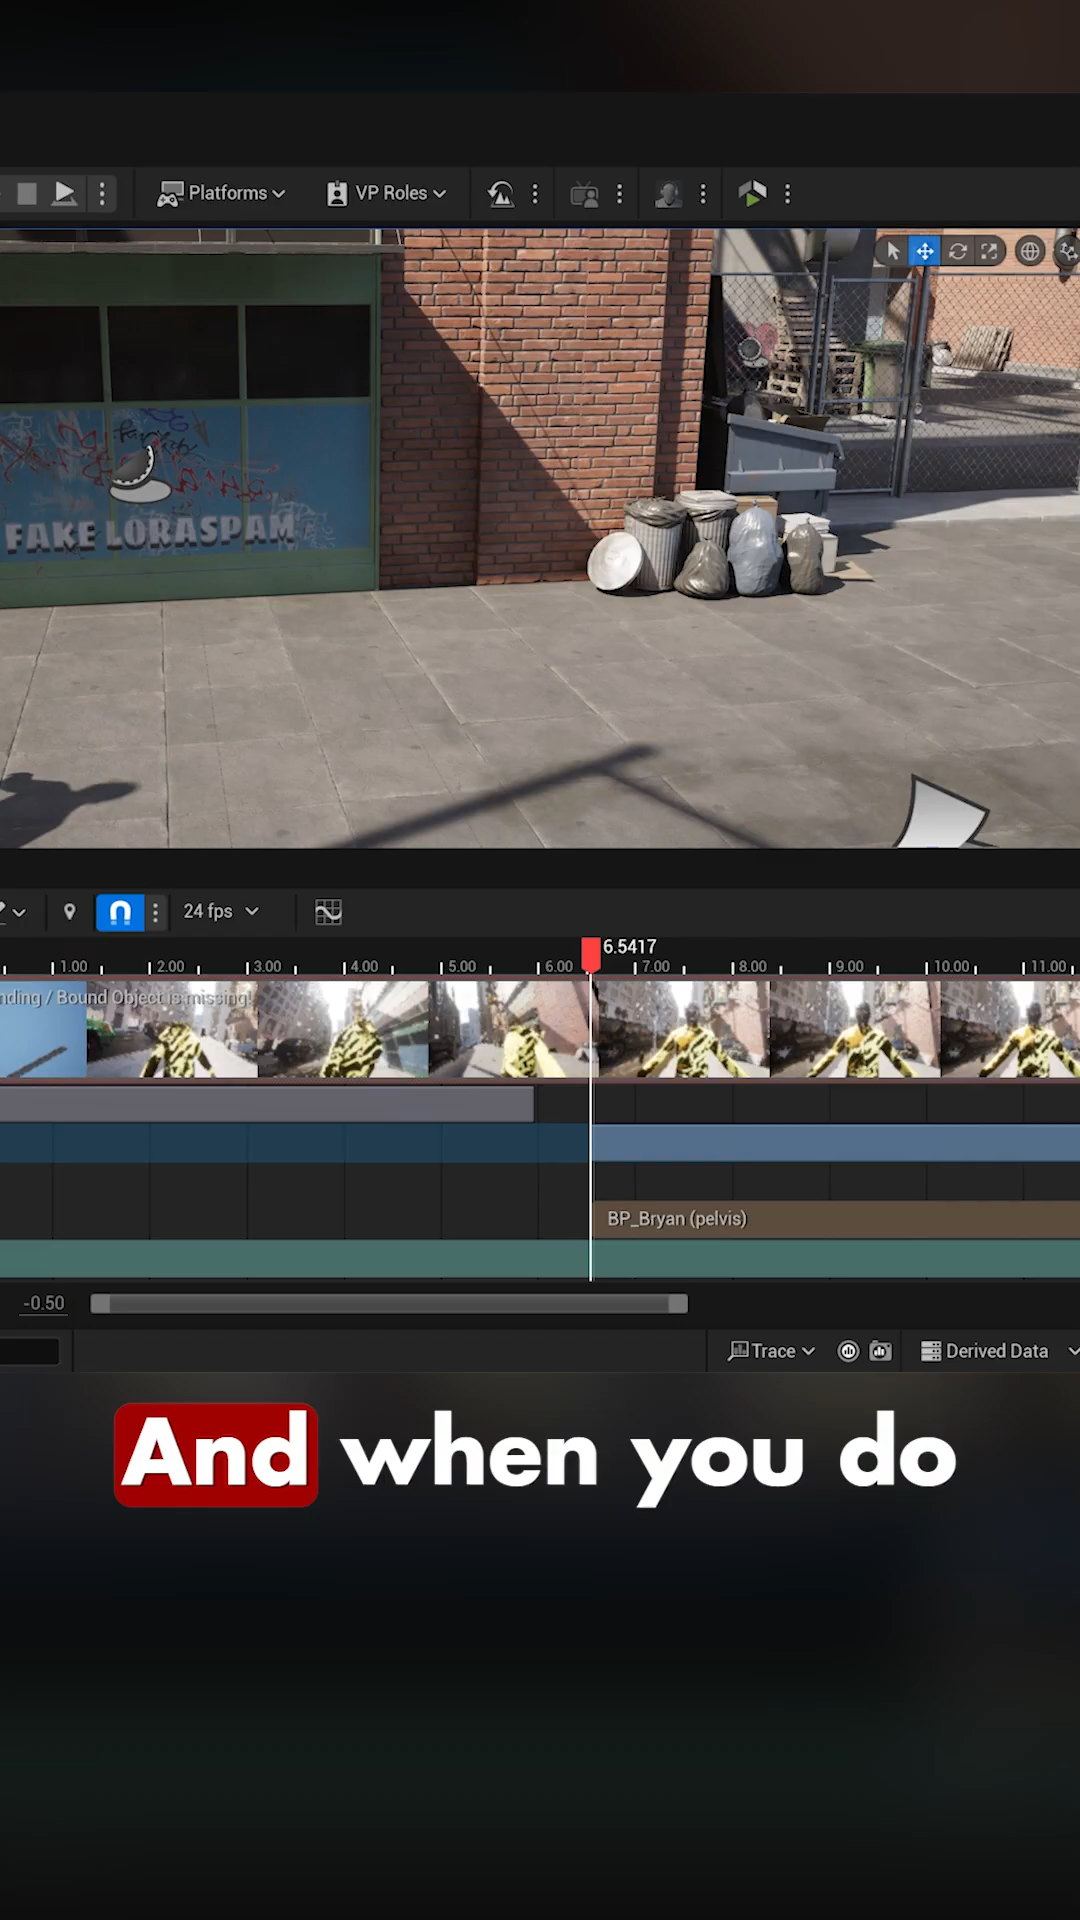 Platforms
VP Roles
FAKE LORASPAM
24 fps
6.5417
1.00 2.00 3.00 4.00 5.00 6.00 7.00 8.00 9.00 10.00 11.00
nding / Bound Object is missing!
BP_Bryan (pelvis)
-0.50
Trace
Derived Data
And when you do